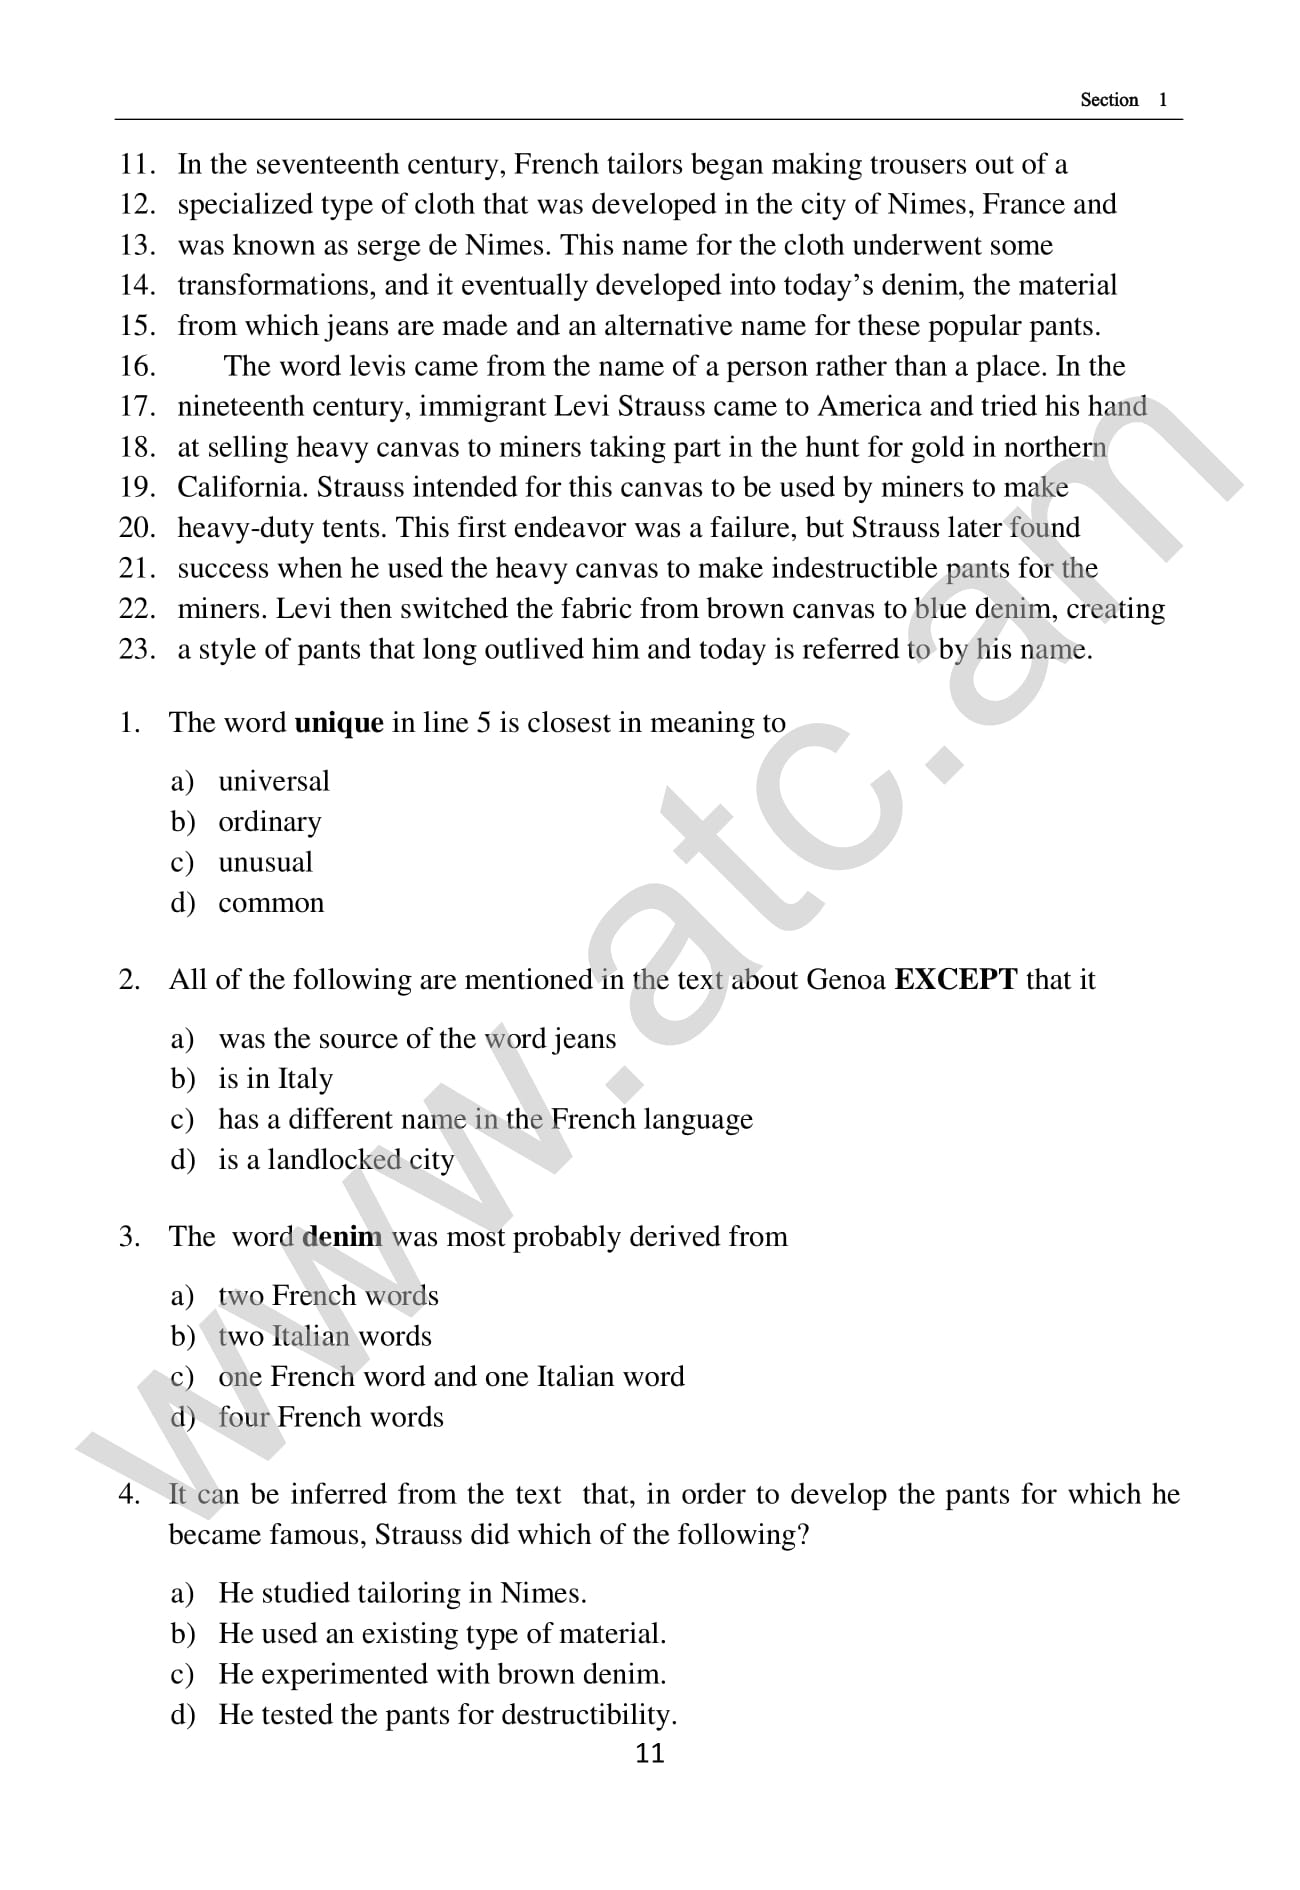 Section 1
11. In the seventeenth century, French tailors began making trousers out of a
12. specialized type of cloth that was developed in the city of Nimes, France and
13. was known as serge de Nimes. This name for the cloth underwent some
14. transformations, and it eventually developed into today’s denim, the material
15. from which jeans are made and an alternative name for these popular pants.
16. The word levis came from the name of a person rather than a place. In the
17. nineteenth century, immigrant Levi Strauss came to America and tried his hand
18. at selling heavy canvas to miners taking part in the hunt for gold in northern
19. California. Strauss intended for this canvas to be used by miners to make
20. heavy-duty tents. This first endeavor was a failure, but Strauss later found
21. success when he used the heavy canvas to make indestructible pants for the
22. miners. Levi then switched the fabric from brown canvas to blue denim, creating
23. a style of pants that long outlived him and today is referred to by his name.
1. The word unique in line 5 is closest in meaning to
a) universal
b) ordinary
c) unusual
d) common
2. All of the following are mentioned in the text about Genoa EXCEPT that it
a) was the source of the word jeans
b) is in Italy
c) has a different name in the French language
d) is a landlocked city
3. The word denim was most probably derived from
a) two French words
b) two Italian words
c) one French word and one Italian word
d) four French words
4. It can be inferred from the text that, in order to develop the pants for which he
became famous, Strauss did which of the following?
a) He studied tailoring in Nimes.
b) He used an existing type of material.
c) He experimented with brown denim.
d) He tested the pants for destructibility.
11
www.atc.am